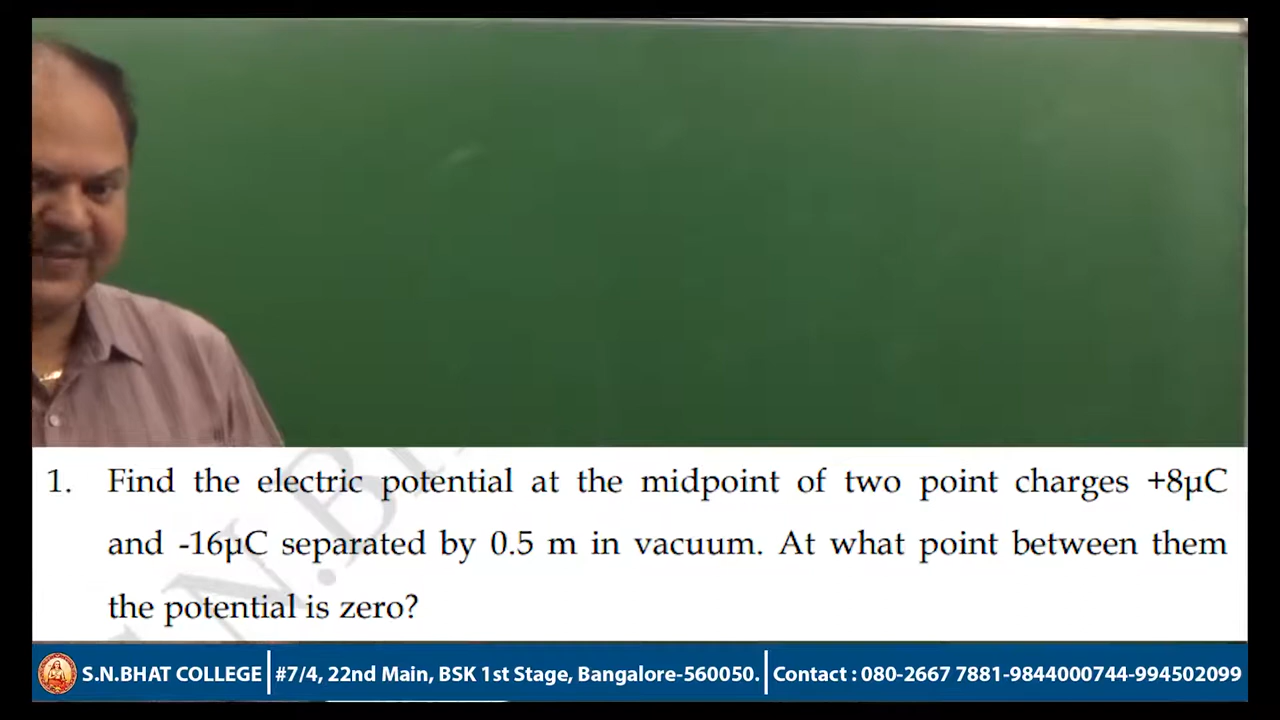 1. Find the electric potential at the midpoint of two point charges +8µC
and -16µC separated by 0.5 m in vacuum. At what point between them
the potential is zero?
S.N.BHAT COLLEGE #7/4, 22nd Main, BSK 1st Stage, Bangalore-560050. Contact : 080-2667 7881-9844000744-994502099